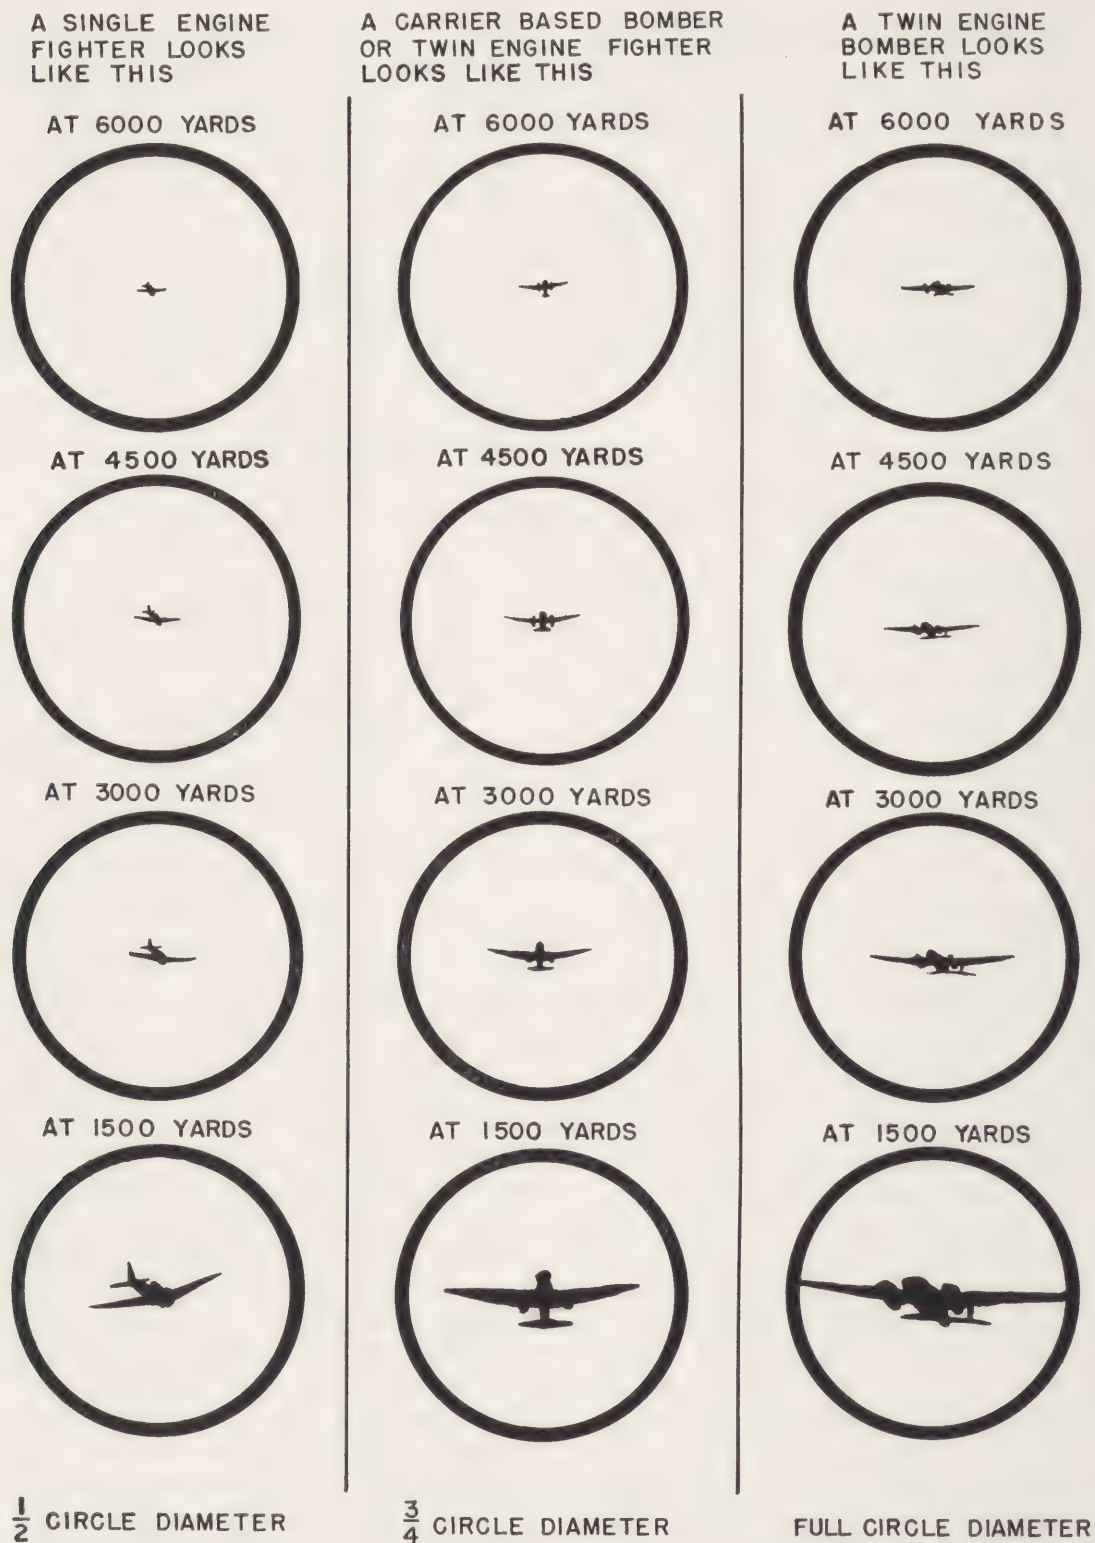 A SINGLE ENGINE
FIGHTER LOOKS
LIKE THIS
AT 6000 YARDS
AT 4500 YARDS
AT 3000 YARDS
AT 1500 YARDS
1/2 CIRCLE DIAMETER
A CARRIER BASED BOMBER
OR TWIN ENGINE FIGHTER
LOOKS LIKE THIS
AT 6000 YARDS
AT 4500 YARDS
AT 3000 YARDS
AT 1500 YARDS
3/4 CIRCLE DIAMETER
A TWIN ENGINE
BOMBER LOOKS
LIKE THIS
AT 6000 YARDS
AT 4500 YARDS
AT 3000 YARDS
AT 1500 YARDS
FULL CIRCLE DIAMETER